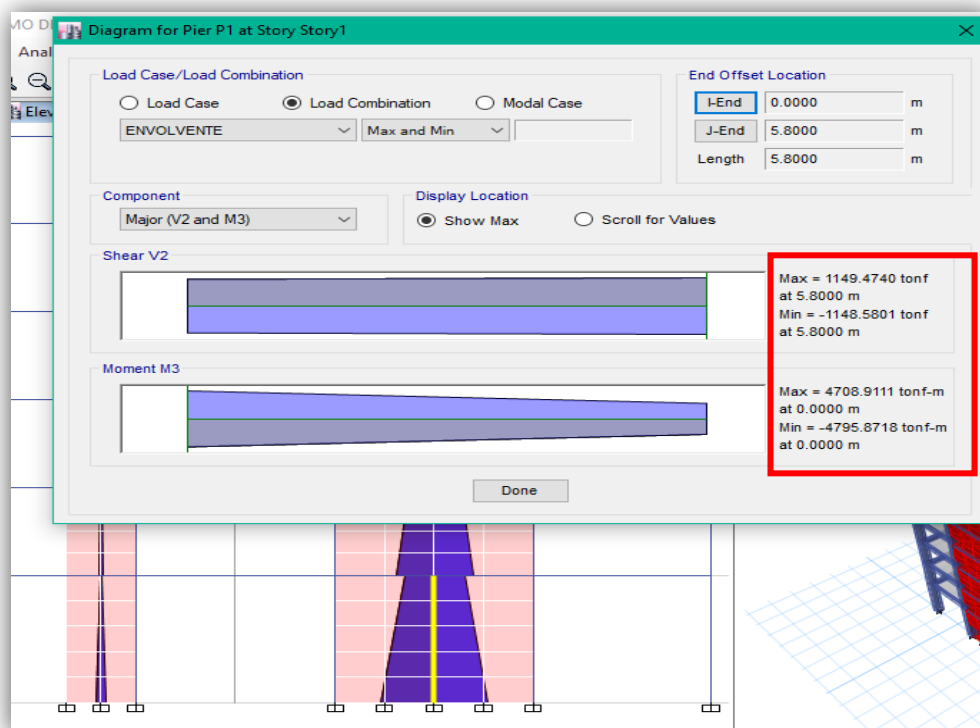 MO DI
Diagram for Pier P1 at Story Story1
Anal
Elev
Load Case/Load Combination
Load Case
Load Combination
Modal Case
ENVOLVENTE
Max and Min
End Offset Location
I-End 0.0000 m
J-End 5.8000 m
Length 5.8000 m
Component
Major (V2 and M3)
Display Location
Show Max
Scroll for Values
Shear V2
Max = 1149.4740 tonf
at 5.8000 m
Min = -1148.5801 tonf
at 5.8000 m
Moment M3
Max = 4708.9111 tonf-m
at 0.0000 m
Min = -4795.8718 tonf-m
at 0.0000 m
Done